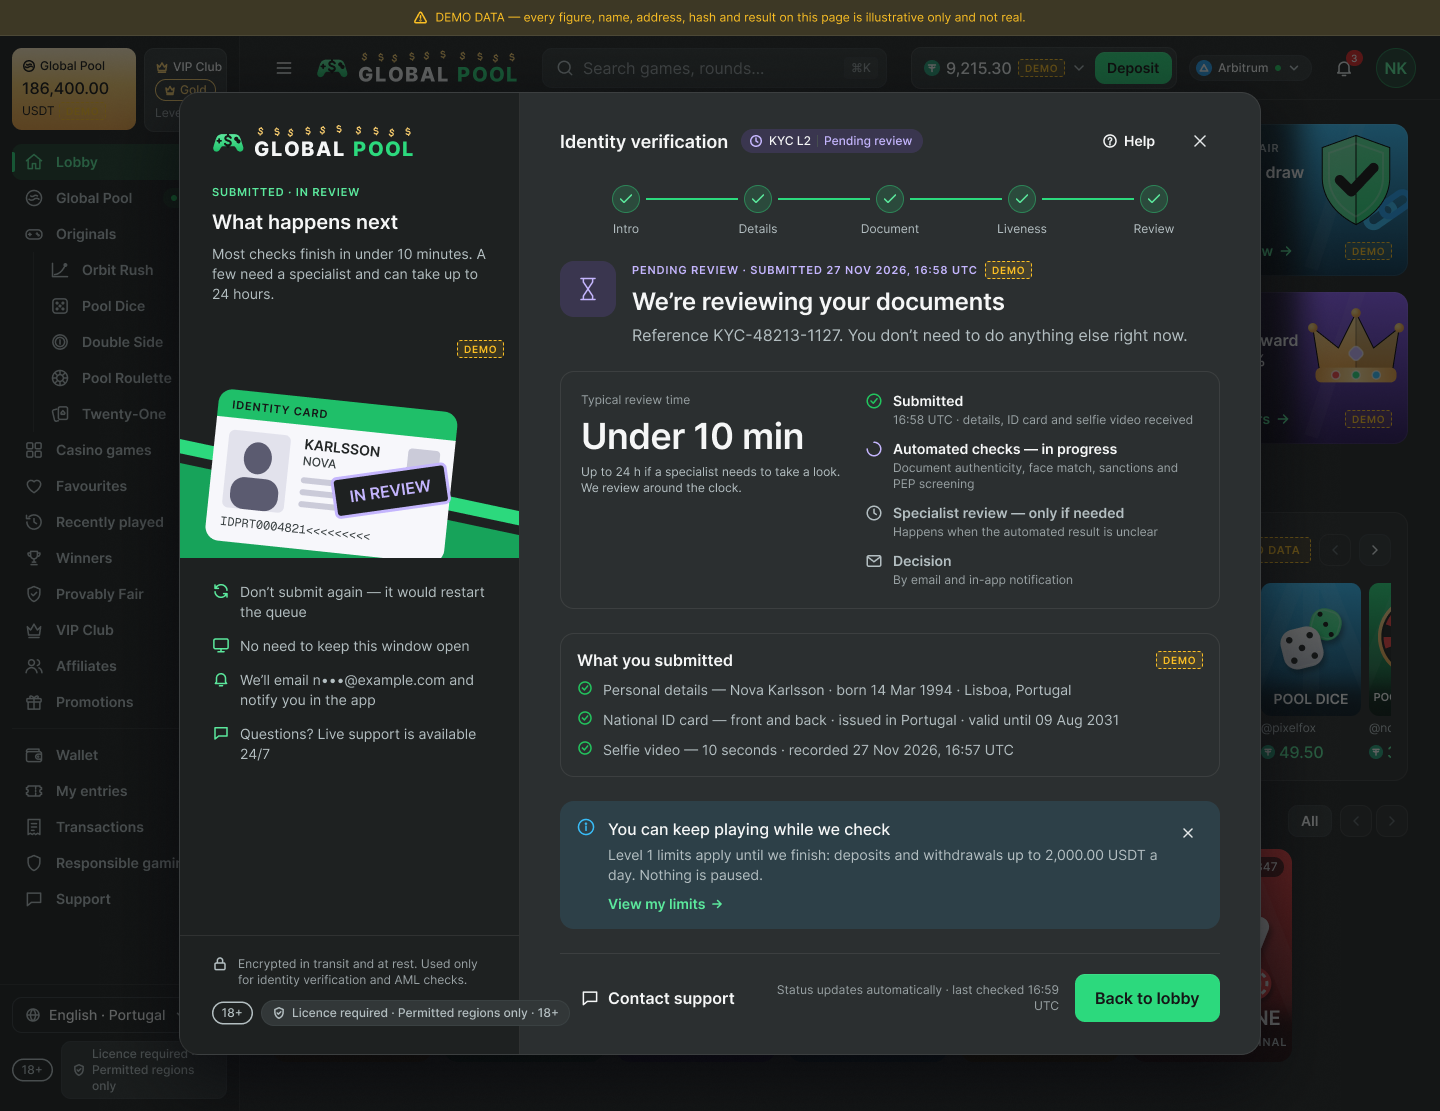 DEMO DATA — every figure, name, address, hash and result on this page is illustrative only and not real.
Global Pool
186,400.00
USDT
VIP Club
Gold
GLOBAL POOL
Search games, rounds...
⌘K
9,215.30
DEMO
Deposit
Arbitrum
3
NK
Lobby
Global Pool
Originals
Orbit Rush
Pool Dice
Double Side
Pool Roulette
Twenty-One
Casino games
Favourites
Recently played
Winners
Provably Fair
VIP Club
Affiliates
Promotions
Wallet
My entries
Transactions
Support
English · Portugal
18+
Licence required
Permitted regions
only
GLOBAL POOL
SUBMITTED · IN REVIEW
What happens next
Most checks finish in under 10 minutes. A
few need a specialist and can take up to
24 hours.
DEMO
IDENTITY CARD
KARLSSON
NOVA
IN REVIEW
IDPRT0004821<<<<<<<<<
Don’t submit again — it would restart
the queue
No need to keep this window open
We’ll email n•••@example.com and
notify you in the app
Questions? Live support is available
24/7
Encrypted in transit and at rest. Used only
for identity verification and AML checks.
18+
Licence required · Permitted regions only · 18+
Identity verification
KYC L2
Pending review
Help
Intro
Details
Document
Liveness
Review
PENDING REVIEW · SUBMITTED 27 NOV 2026, 16:58 UTC
DEMO
We’re reviewing your documents
Reference KYC-48213-1127. You don’t need to do anything else right now.
Typical review time
Under 10 min
Up to 24 h if a specialist needs to take a look.
We review around the clock.
Submitted
16:58 UTC · details, ID card and selfie video received
Automated checks — in progress
Document authenticity, face match, sanctions and
PEP screening
Specialist review — only if needed
Happens when the automated result is unclear
Decision
By email and in-app notification
What you submitted
DEMO
Personal details — Nova Karlsson · born 14 Mar 1994 · Lisboa, Portugal
National ID card — front and back · issued in Portugal · valid until 09 Aug 2031
Selfie video — 10 seconds · recorded 27 Nov 2026, 16:57 UTC
You can keep playing while we check
Level 1 limits apply until we finish: deposits and withdrawals up to 2,000.00 USDT a
day. Nothing is paused.
View my limits →
Contact support
Status updates automatically · last checked 16:59
UTC
Back to lobby
draw
DEMO
DEMO
DATA
POOL DICE
@pixelfox
49.50
All